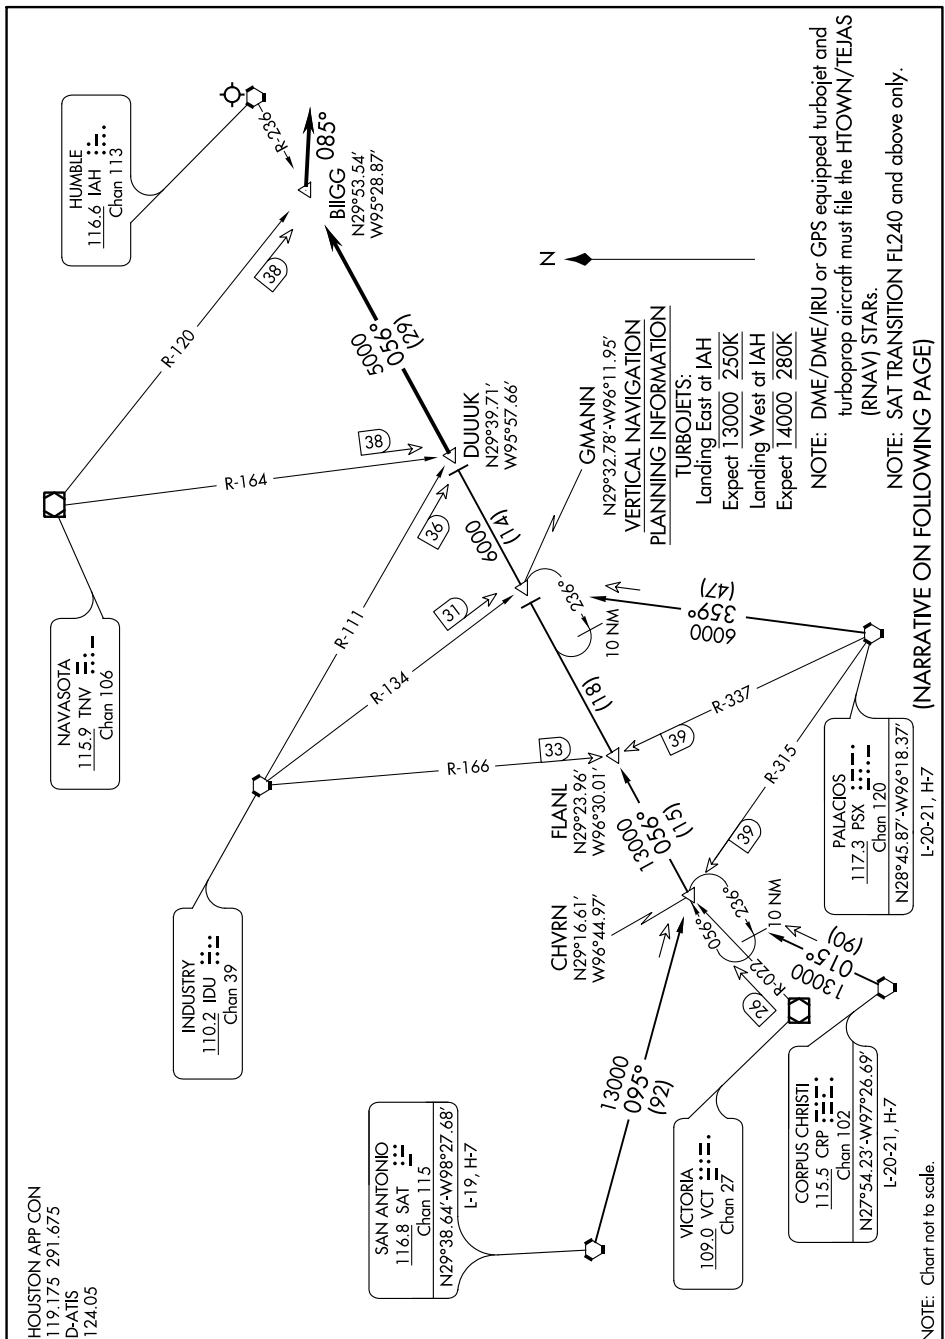 HOUSTON APP CON
119.175 291.675
D-ATIS
124.05
HUMBLE
116.6 IAH
Chan 113
R-236
085°
BIIGG
N29°53.54′
W95°28.87′
R-120
38
5000
056°
(29)
NAVASOTA
115.9 TNV
Chan 106
R-164
38
DUUUK
N29°39.71′
W95°57.66′
N
36
R-111
6000
(14)
GMANN
N29°32.78′-W96°11.95′
INDUSTRY
110.2 IDU
Chan 39
31
R-134
236°
10 NM
(18)
R-166
33
FLANL
N29°23.96′
W96°30.01′
VERTICAL NAVIGATION
PLANNING INFORMATION
TURBOJETS:
Landing East at IAH
Expect 13000 250K
Landing West at IAH
Expect 14000 280K
6000
359°
(47)
39
R-337
R-315
39
PALACIOS
117.3 PSX
Chan 120
N28°45.87′-W96°18.37′
L-20-21, H-7
13000
056°
(15)
CHVRN
N29°16.61′
W96°44.97′
236°
056°
10 NM
R-022
26
13000
015°
(90)
13000
095°
(92)
SAN ANTONIO
116.8 SAT
Chan 115
N29°38.64′-W98°27.68′
L-19, H-7
VICTORIA
109.0 VCT
Chan 27
CORPUS CHRISTI
115.5 CRP
Chan 102
N27°54.23′-W97°26.69′
L-20-21, H-7
NOTE: DME/DME/IRU or GPS equipped turbojet and
turboprop aircraft must file the HTOWN/TEJAS
(RNAV) STARs.
NOTE: SAT TRANSITION FL240 and above only.
(NARRATIVE ON FOLLOWING PAGE)
NOTE: Chart not to scale.